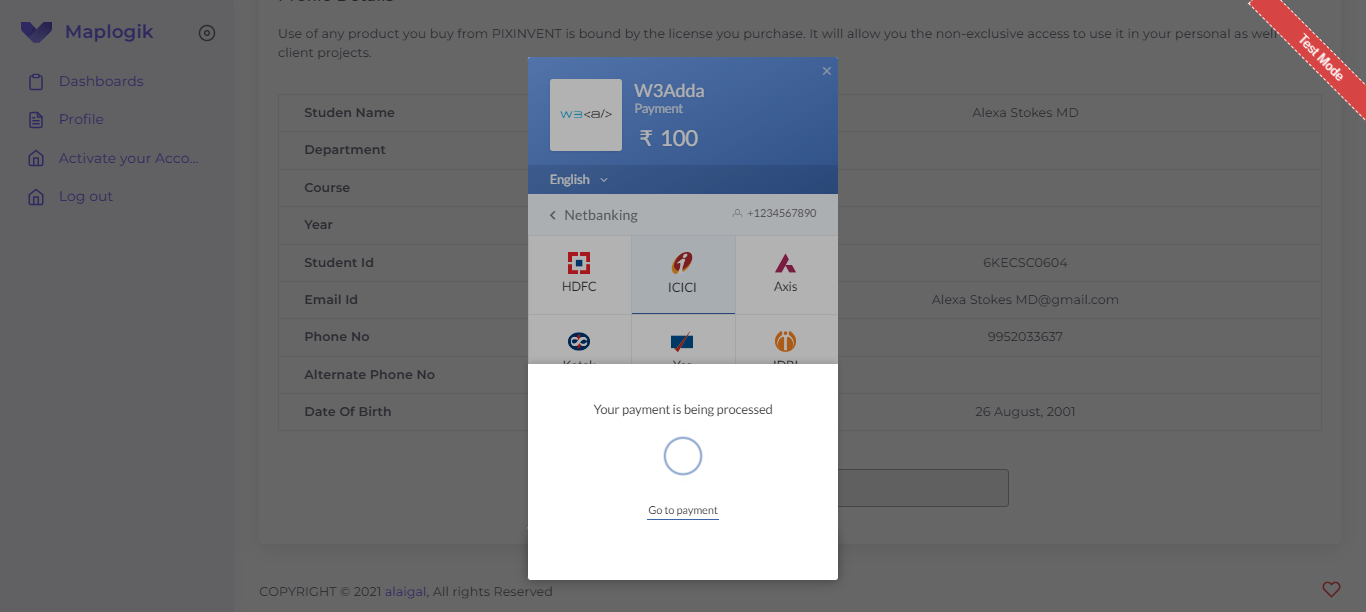 Maplogik
Dashboards
Profile
Activate your Acco...
Log out
Use of any product you buy from PIXINVENT is bound by the license you purchase. It will allow you the non-exclusive access to use it in your personal as well
client projects.
Test Mode
Studen Name
Alexa Stokes MD
Department
Course
Year
Student Id
6KECSC0604
Email Id
Alexa Stokes MD@gmail.com
Phone No
9952033637
Alternate Phone No
Date Of Birth
26 August, 2001
W3<a/>
W3Adda
Payment
₹ 100
English
Netbanking
+1234567890
HDFC
ICICI
Axis
Your payment is being processed
Go to payment
COPYRIGHT © 2021 alaigal, All rights Reserved